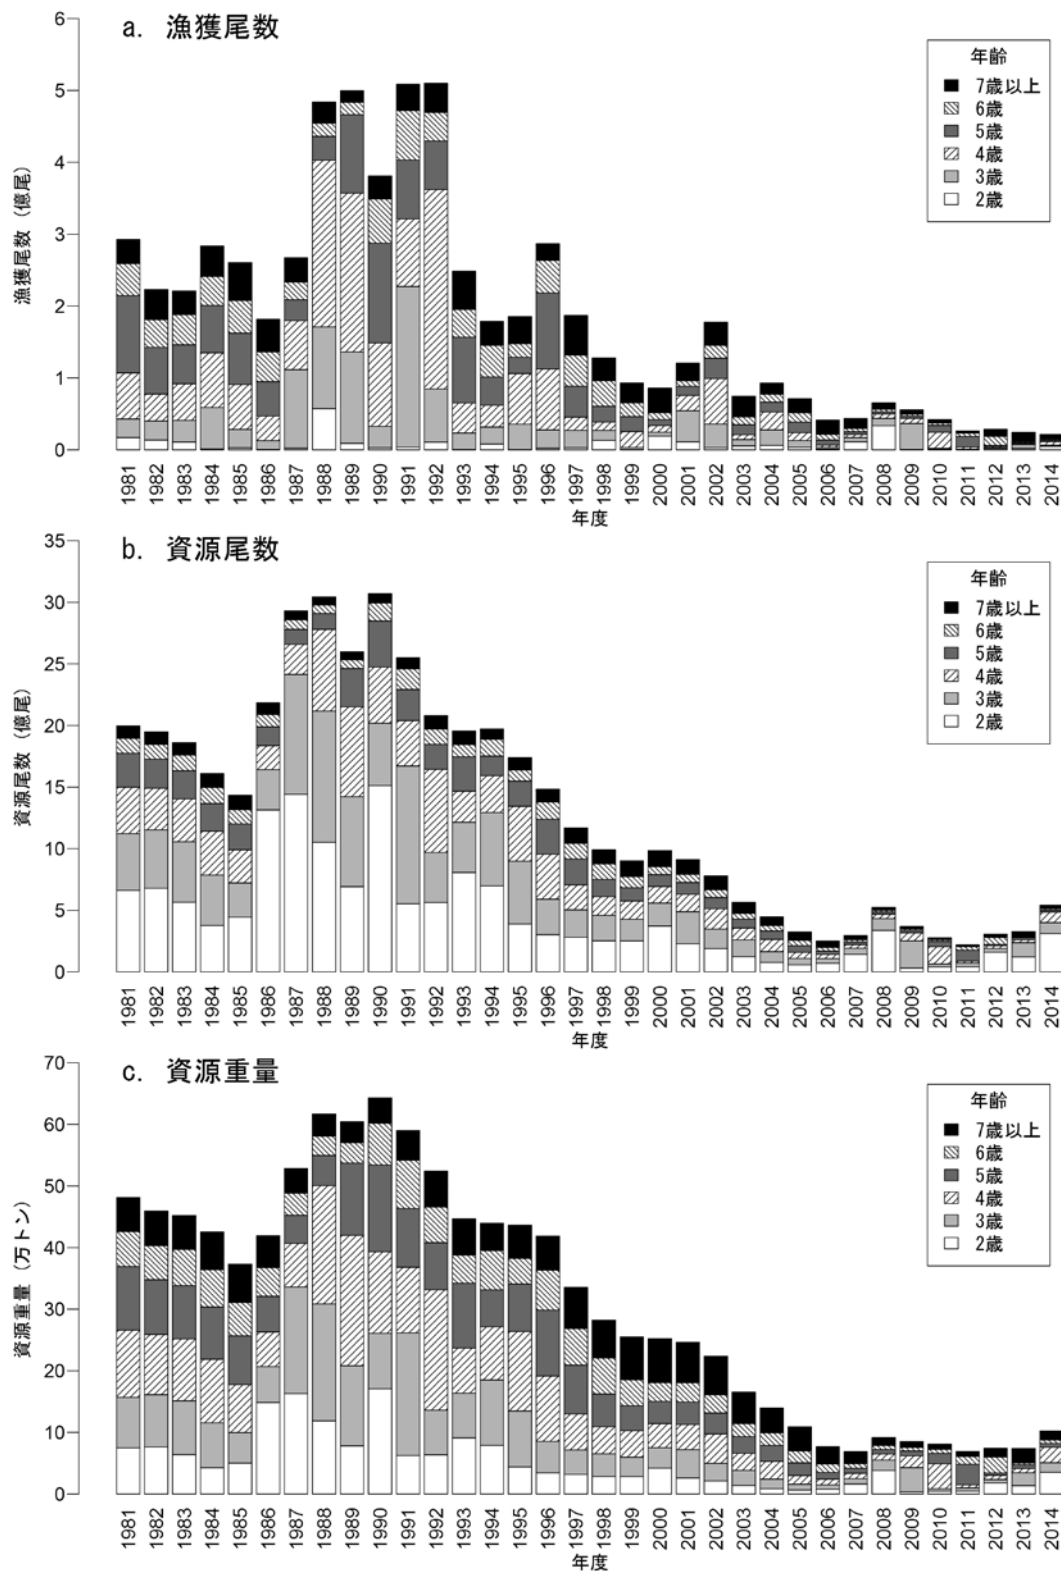 a. 漁獲尾数
漁獲尾数 (億尾)
6
5
4
3
2
1
0
年齢
7歳以上
6歳
5歳
4歳
3歳
2歳
1981 1982 1983 1984 1985 1986 1987 1988 1989 1990 1991 1992 1993 1994 1995 1996 1997 1998 1999 2000 2001 2002 2003 2004 2005 2006 2007 2008 2009 2010 2011 2012 2013 2014
年度
b. 資源尾数
資源尾数 (億尾)
35
30
25
20
15
10
5
0
年齢
7歳以上
6歳
5歳
4歳
3歳
2歳
1981 1982 1983 1984 1985 1986 1987 1988 1989 1990 1991 1992 1993 1994 1995 1996 1997 1998 1999 2000 2001 2002 2003 2004 2005 2006 2007 2008 2009 2010 2011 2012 2013 2014
年度
c. 資源重量
資源重量 (万トン)
70
60
50
40
30
20
10
0
年齢
7歳以上
6歳
5歳
4歳
3歳
2歳
1981 1982 1983 1984 1985 1986 1987 1988 1989 1990 1991 1992 1993 1994 1995 1996 1997 1998 1999 2000 2001 2002 2003 2004 2005 2006 2007 2008 2009 2010 2011 2012 2013 2014
年度